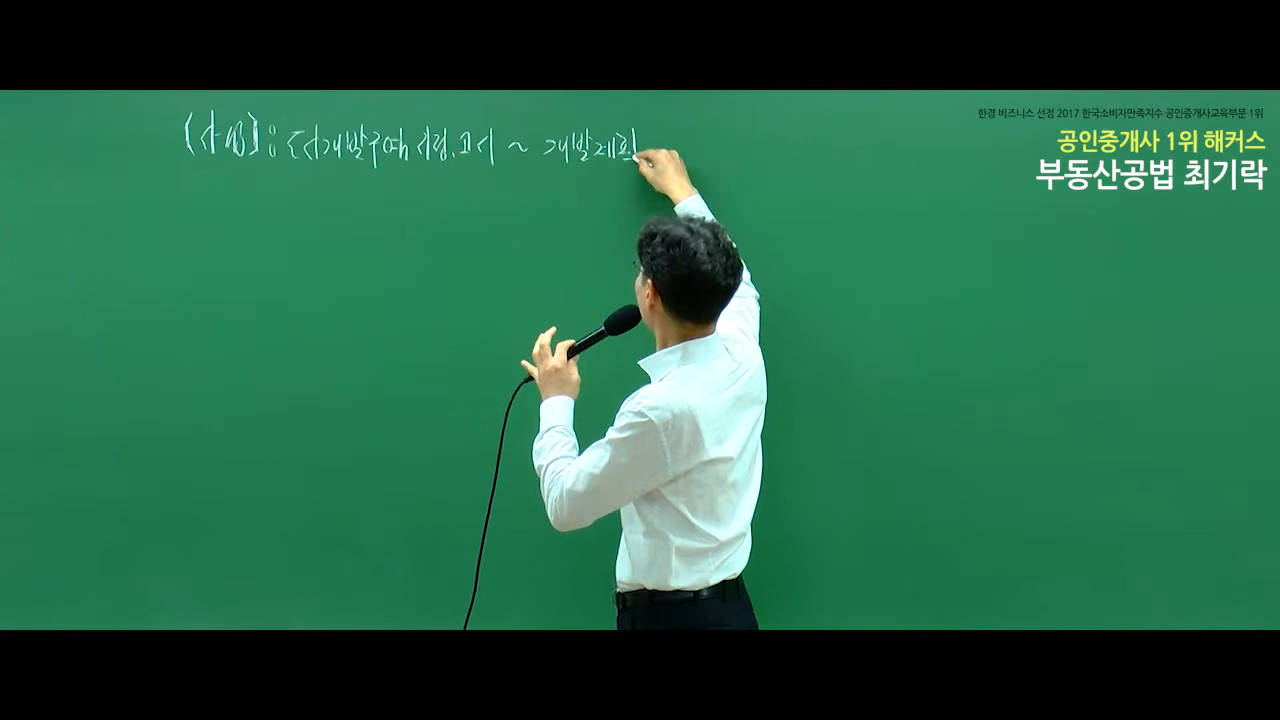 (사업) : 도시개발구역 지정.고시 ~ 개발계획
한경 비즈니스 선정 2017 한국소비자만족지수 공인중개사교육부문 1위
공인중개사 1위 해커스
부동산공법 최기락